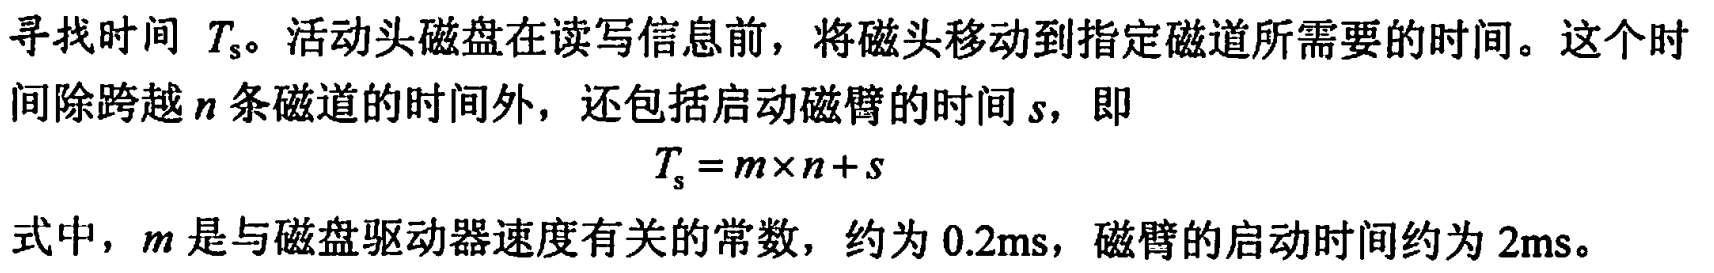 寻找时间 Tₛ。活动头磁盘在读写信息前，将磁头移动到指定磁道所需要的时间。这个时
间除跨越 n 条磁道的时间外，还包括启动磁臂的时间 s，即
Tₛ = m × n + s
式中，m 是与磁盘驱动器速度有关的常数，约为 0.2ms，磁臂的启动时间约为 2ms。